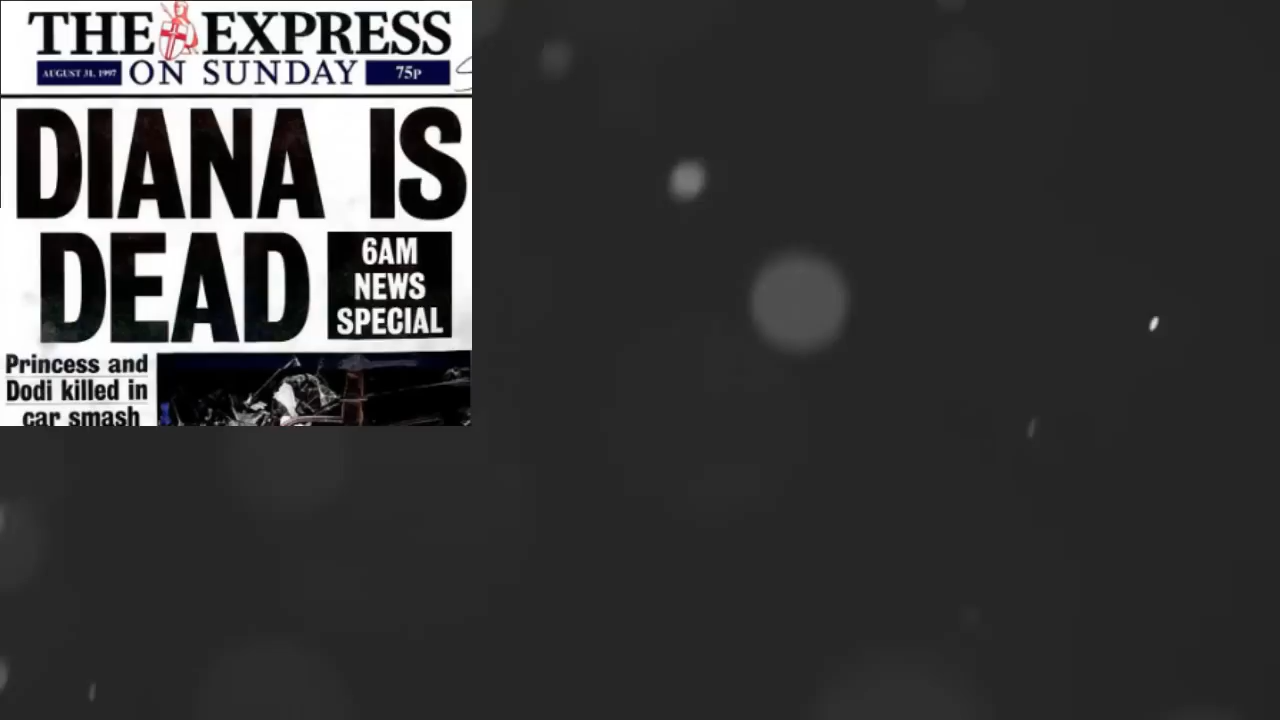 THE EXPRESS
AUGUST 31, 1997 ON SUNDAY 75P
DIANA IS
DEAD
6AM
NEWS
SPECIAL
Princess and
Dodi killed in
car smash